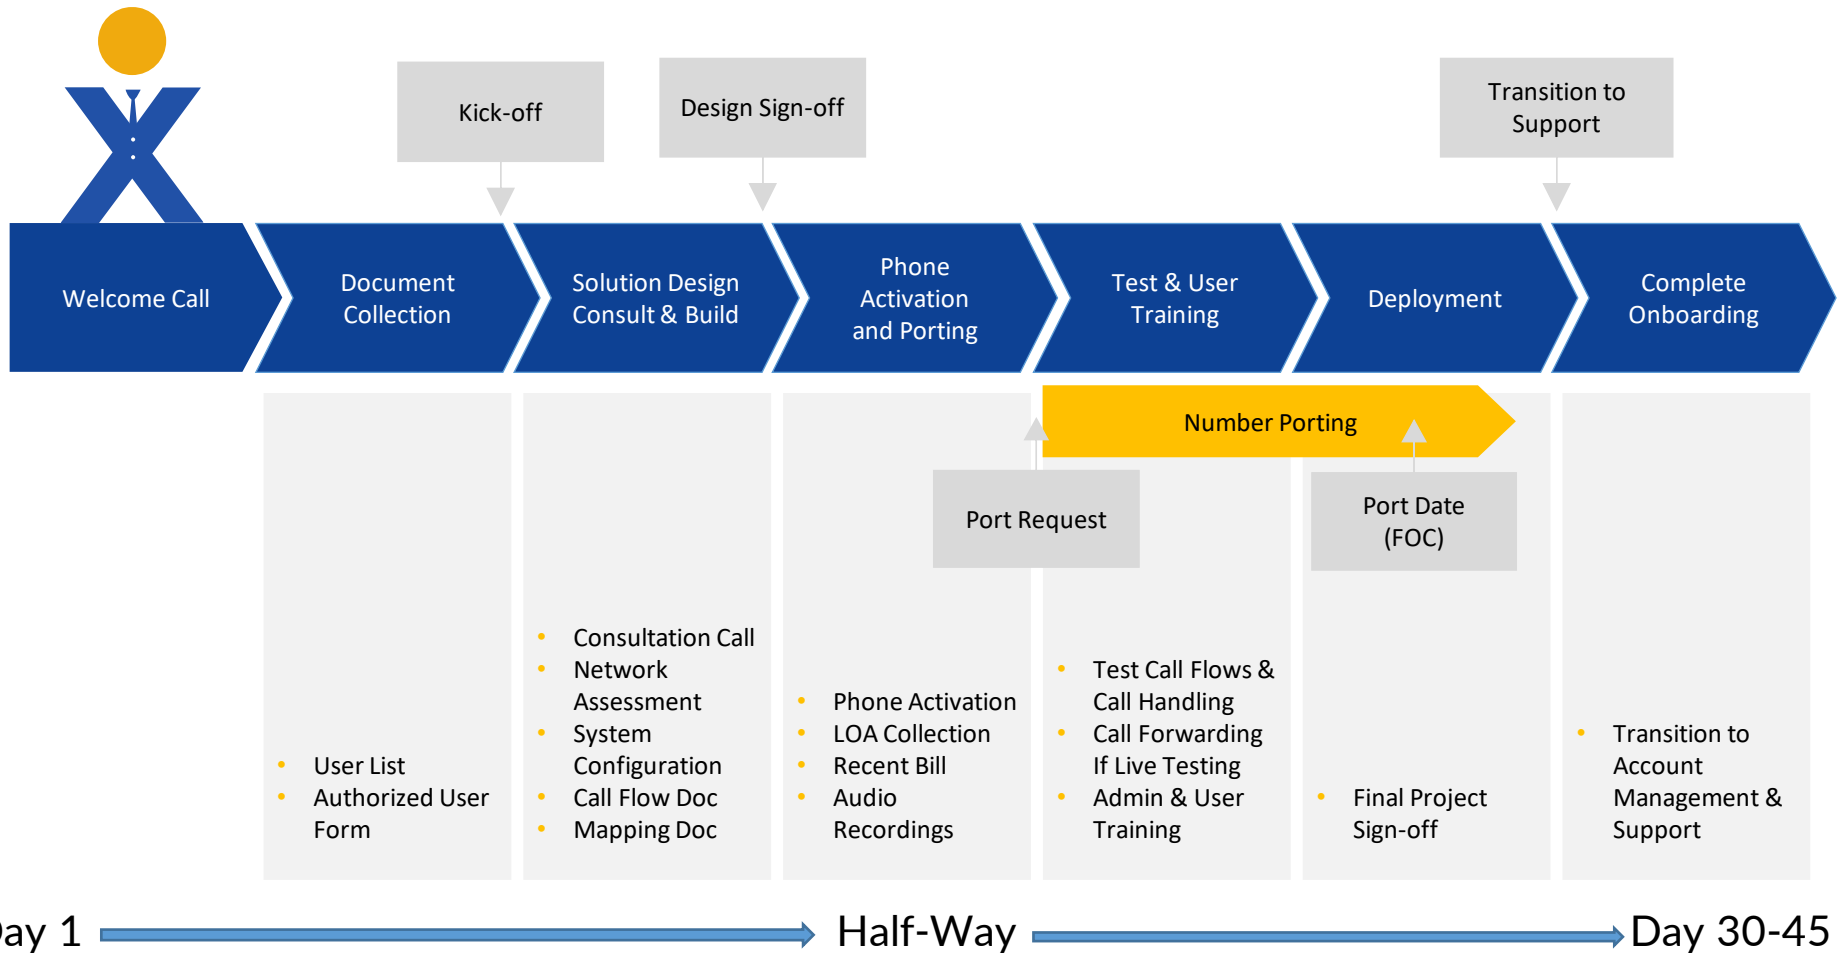 Kick-off
Design Sign-off
Transition to
Support
Welcome Call
Document
Collection
Solution Design
Consult & Build
Phone
Activation
and Porting
Test & User
Training
Deployment
Complete
Onboarding
Number Porting
Port Request
Port Date
(FOC)
• User List
• Authorized User
Form
• Consultation Call
• Network
Assessment
• System
Configuration
• Call Flow Doc
• Mapping Doc
• Phone Activation
• LOA Collection
• Recent Bill
• Audio
Recordings
• Test Call Flows &
Call Handling
• Call Forwarding
If Live Testing
• Admin & User
Training
• Final Project
Sign-off
• Transition to
Account
Management &
Support
Day 1
Half-Way
Day 30-45